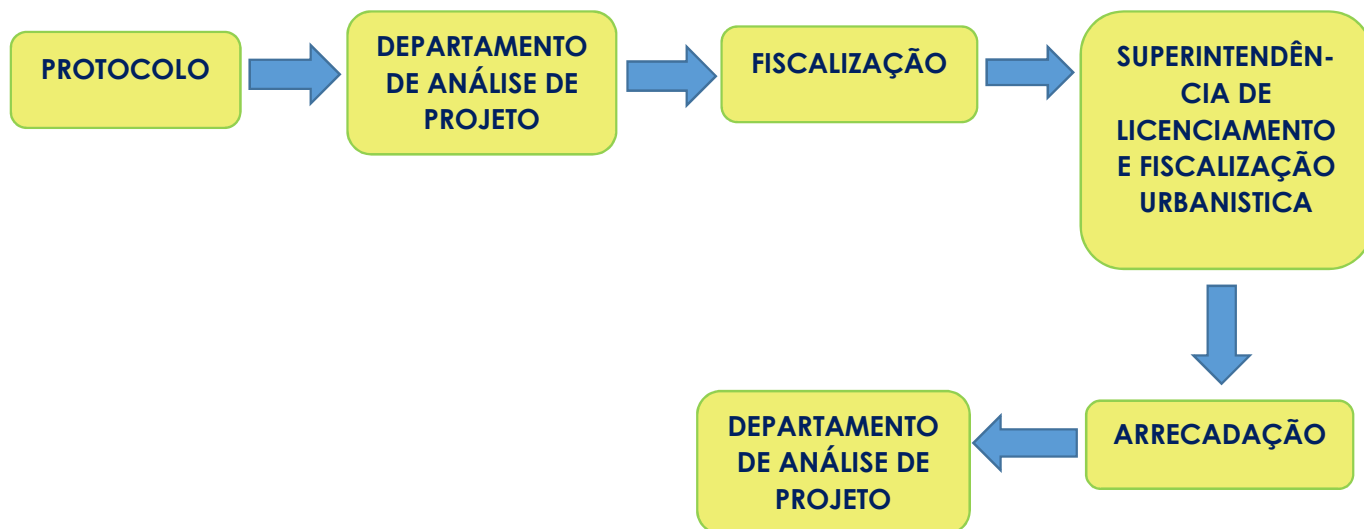 PROTOCOLO
DEPARTAMENTO
DE ANÁLISE DE
PROJETO
FISCALIZAÇÃO
SUPERINTENDÊN-
CIA DE
LICENCIAMENTO
E FISCALIZAÇÃO
URBANISTICA
ARRECADAÇÃO
DEPARTAMENTO
DE ANÁLISE DE
PROJETO